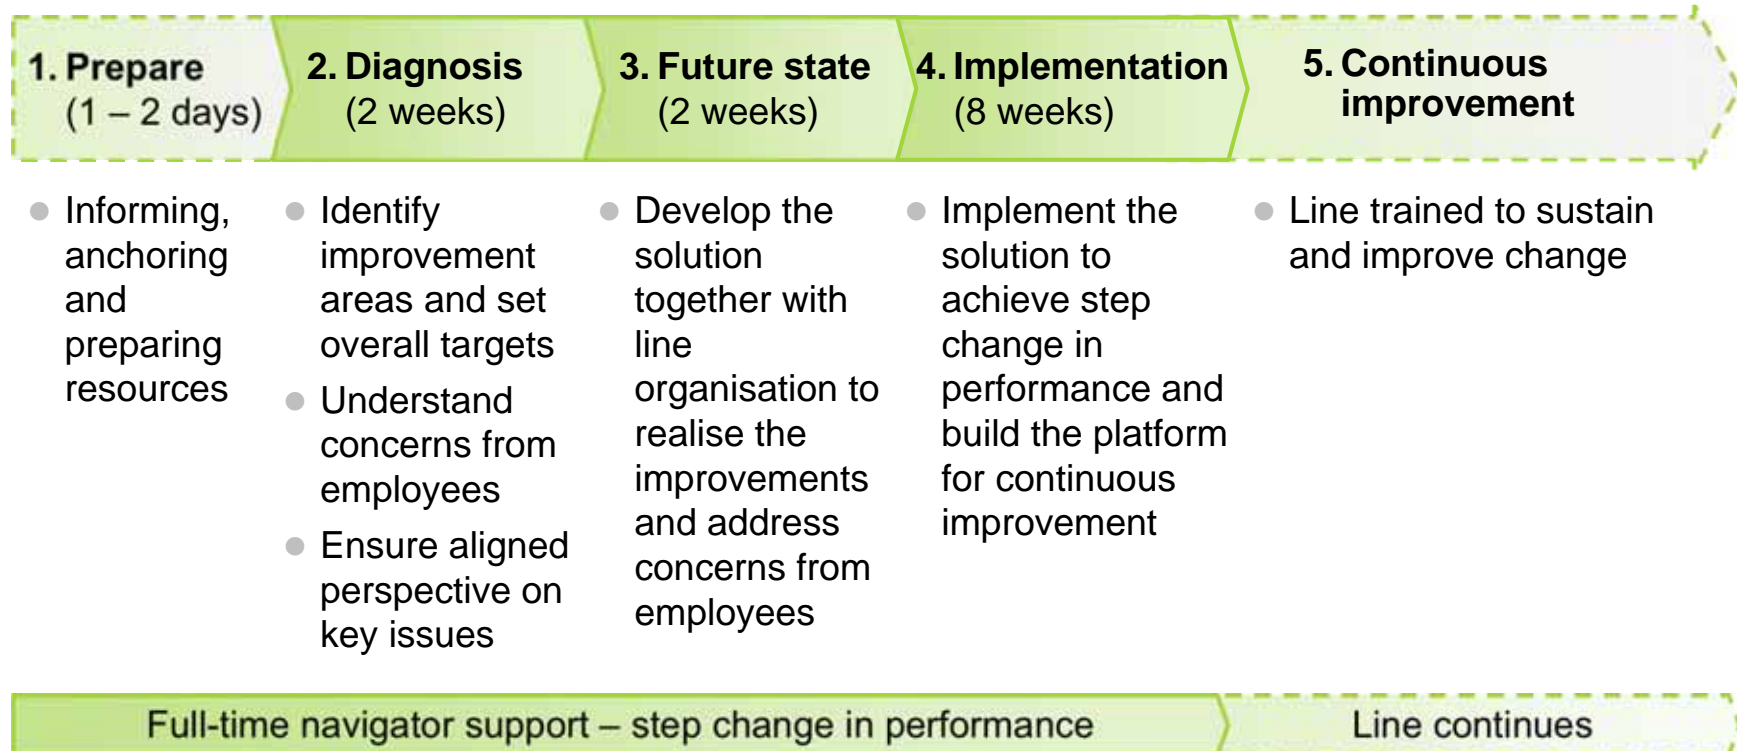 1. Prepare
(1 – 2 days)
2. Diagnosis
(2 weeks)
3. Future state
(2 weeks)
4. Implementation
(8 weeks)
5. Continuous
improvement
Informing,
anchoring
and
preparing
resources
Identify
improvement
areas and set
overall targets
Understand
concerns from
employees
Ensure aligned
perspective on
key issues
Develop the
solution
together with
line
organisation to
realise the
improvements
and address
concerns from
employees
Implement the
solution to
achieve step
change in
performance and
build the platform
for continuous
improvement
Line trained to sustain
and improve change
Full-time navigator support – step change in performance
Line continues